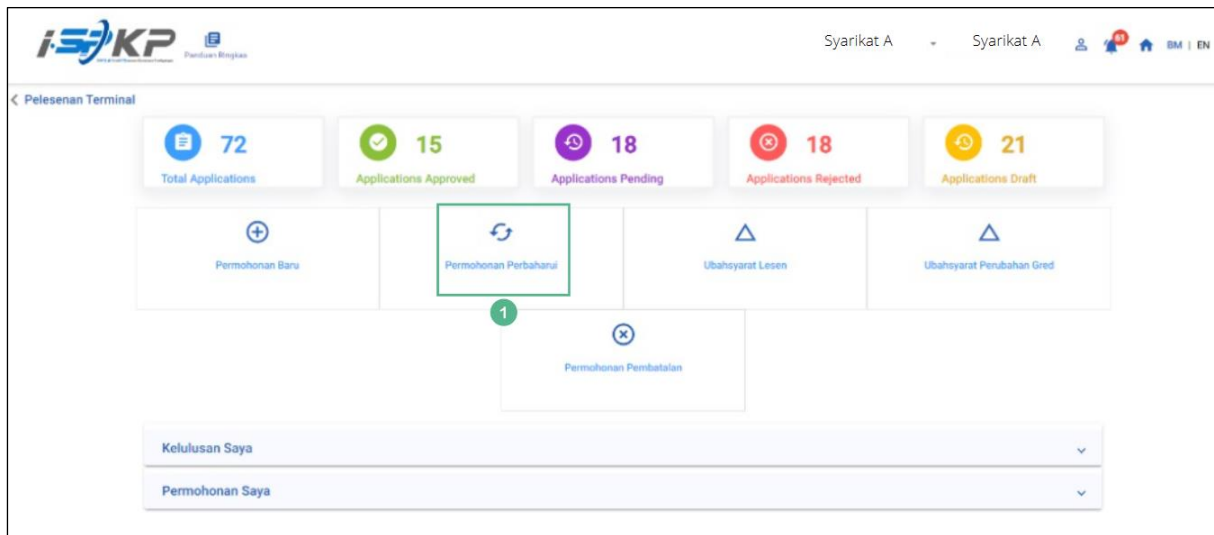 i-SPKP
Panduan Ringkas
Syarikat A - Syarikat A
51
BM | EN
Pelesenan Terminal
72
Total Applications
15
Applications Approved
18
Applications Pending
18
Applications Rejected
21
Applications Draft
Permohonan Baru
Permohonan Perbaharui
Ubahsyarat Lesen
Ubahsyarat Perubahan Gred
1
Permohonan Pembatalan
Kelulusan Saya
Permohonan Saya